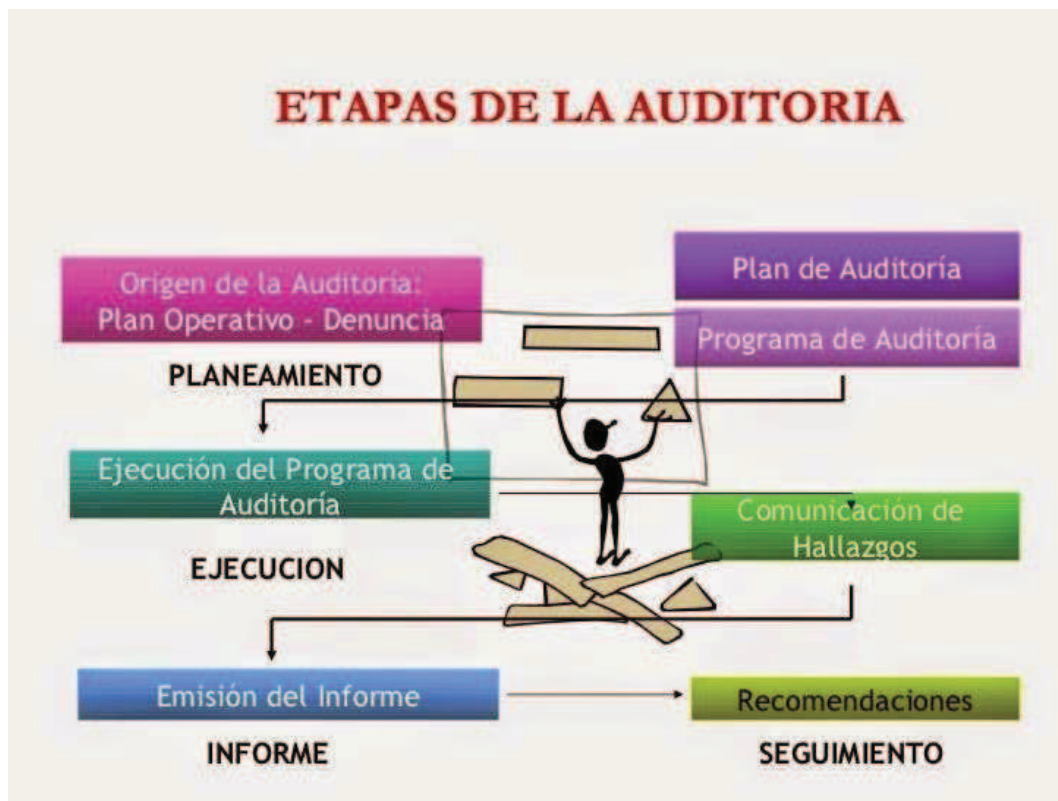 ETAPAS DE LA AUDITORIA
Origen de la Auditoría:
Plan Operativo - Denuncia
PLANEAMIENTO
Plan de Auditoría
Programa de Auditoría
Ejecución del Programa de
Auditoría
EJECUCION
Comunicación de
Hallazgos
Emisión del Informe
INFORME
Recomendaciones
SEGUIMIENTO